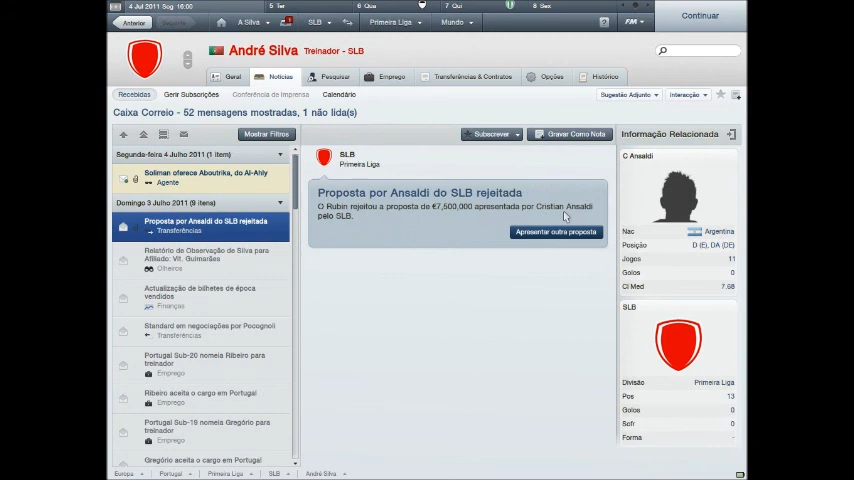 4 Jul 2011 Seg 16:00
5 Ter
6 Qua
7 Qui
8 Sex
Continuar
Anterior
Seguinte
A Silva
SLB
Primeira Liga
Mundo
?
FM
André Silva Treinador - SLB
Geral
Notícias
Pesquisar
Emprego
Transferências & Contratos
Opções
Histórico
Recebidas
Gerir Subscrições
Conferência de Imprensa
Calendário
Sugestão Adjunto
Interacção
Caixa Correio - 52 mensagens mostradas, 1 não lida(s)
Mostrar Filtros
Subscrever
Gravar Como Nota
Informação Relacionada
Segunda-feira 4 Julho 2011 (1 item)
Soliman oferece Aboutrika, do Al-Ahly
Agente
Domingo 3 Julho 2011 (9 itens)
Proposta por Ansaldi do SLB rejeitada
Transferências
Relatório de Observação de Silva para
Afiliado: Vit. Guimarães
Olheiros
Actualização de bilhetes de época
vendidos
Finanças
Standard em negociações por Pocognoli
Transferências
Portugal Sub-20 nomeia Ribeiro para
treinador
Emprego
Ribeiro aceita o cargo em Portugal
Emprego
Portugal Sub-19 nomeia Gregório para
treinador
Emprego
Gregório aceita o cargo em Portugal
SLB
Primeira Liga
Proposta por Ansaldi do SLB rejeitada
O Rubin rejeitou a proposta de €7,500,000 apresentada por Cristian Ansaldi
pelo SLB.
Apresentar outra proposta
C Ansaldi
Nac Argentina
Posição D (E), DA (DE)
Jogos 11
Golos 0
Cl Med 7.68
SLB
Divisão Primeira Liga
Pos 13
Golos 0
Sofr 0
Forma -
Europa
Portugal
Primeira Liga
SLB
André Silva